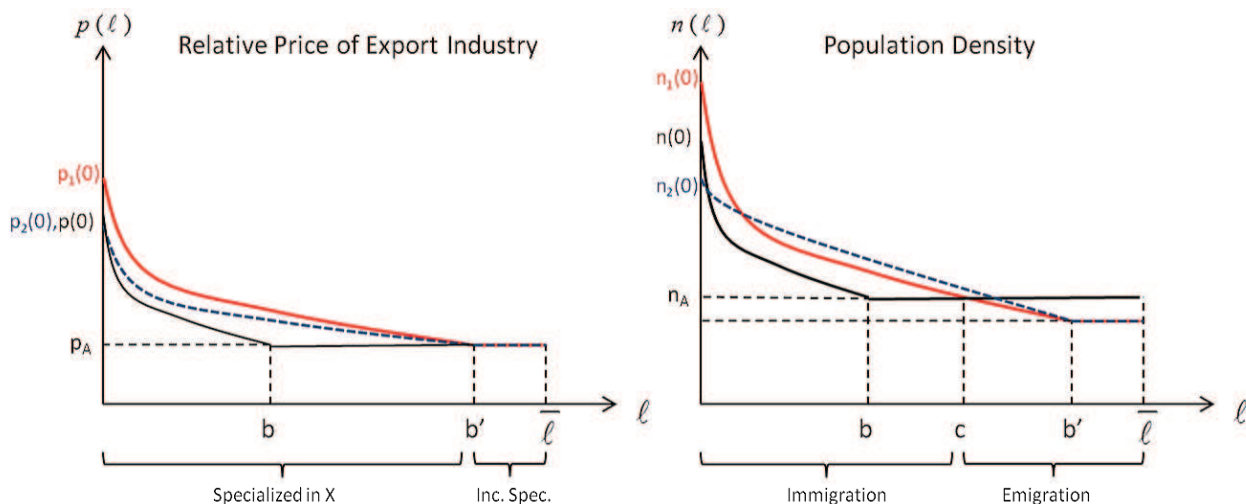 p(ℓ)
Relative Price of Export Industry
p₁(0)
p₂(0),p(0)
p_A
b
b’
ℓ̅
ℓ
Specialized in X
Inc. Spec.
n(ℓ)
Population Density
n₁(0)
n(0)
n₂(0)
n_A
b
c
b’
ℓ̅
ℓ
Immigration
Emigration